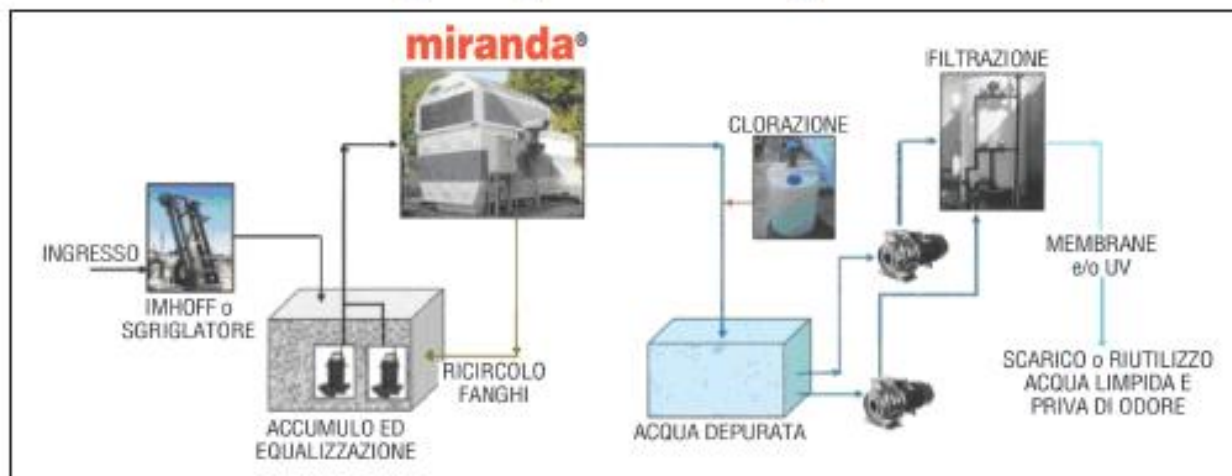 miranda®
FILTRAZIONE
CLORAZIONE
INGRESSO
IMHOFF o
SGRIGLATORE
MEMBRANE
e/o UV
RICIRCOLO
FANGHI
SCARICO o RIUTILIZZO
ACQUA LIMPIDA E
PRIVA DI ODORE
ACCUMULO ED
EQUALIZZAZIONE
ACQUA DEPURATA